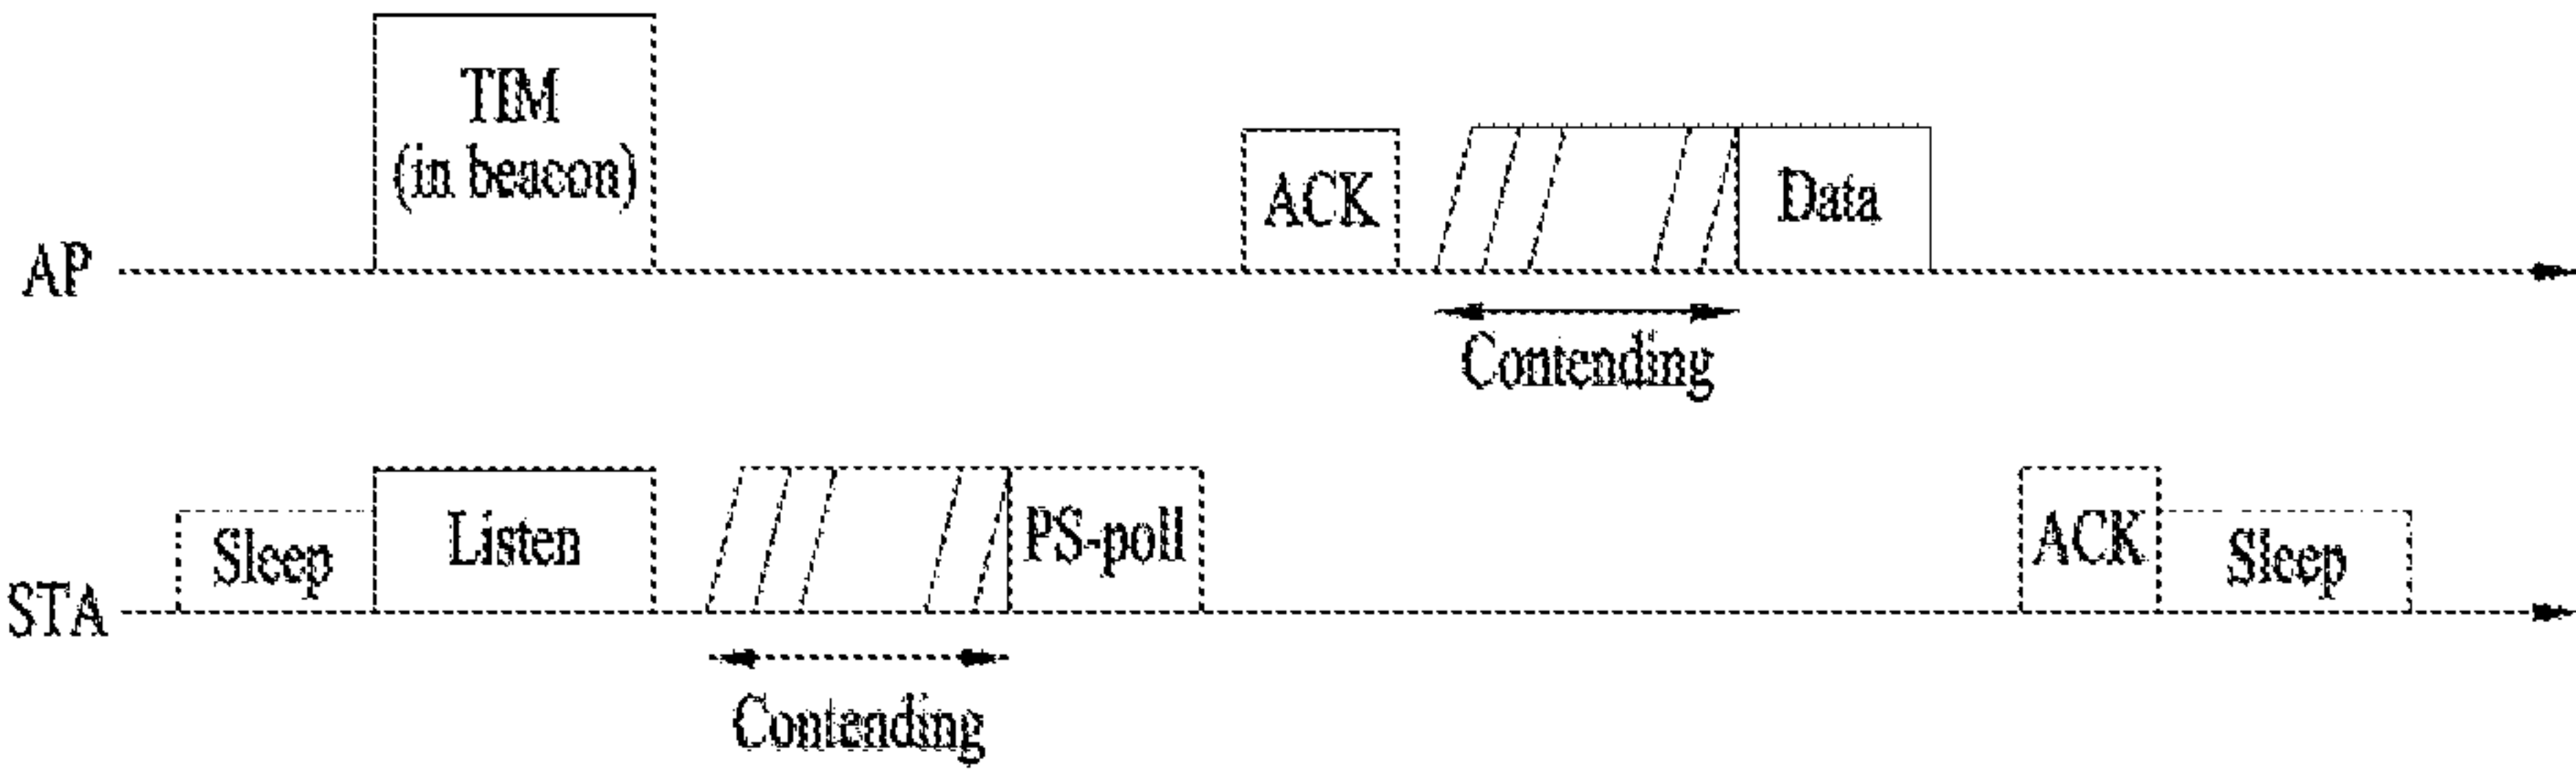 TIM
(in beacon)
AP
ACK
Data
Contending
STA
Sleep
Listen
PS-poll
ACK
Sleep
Contending